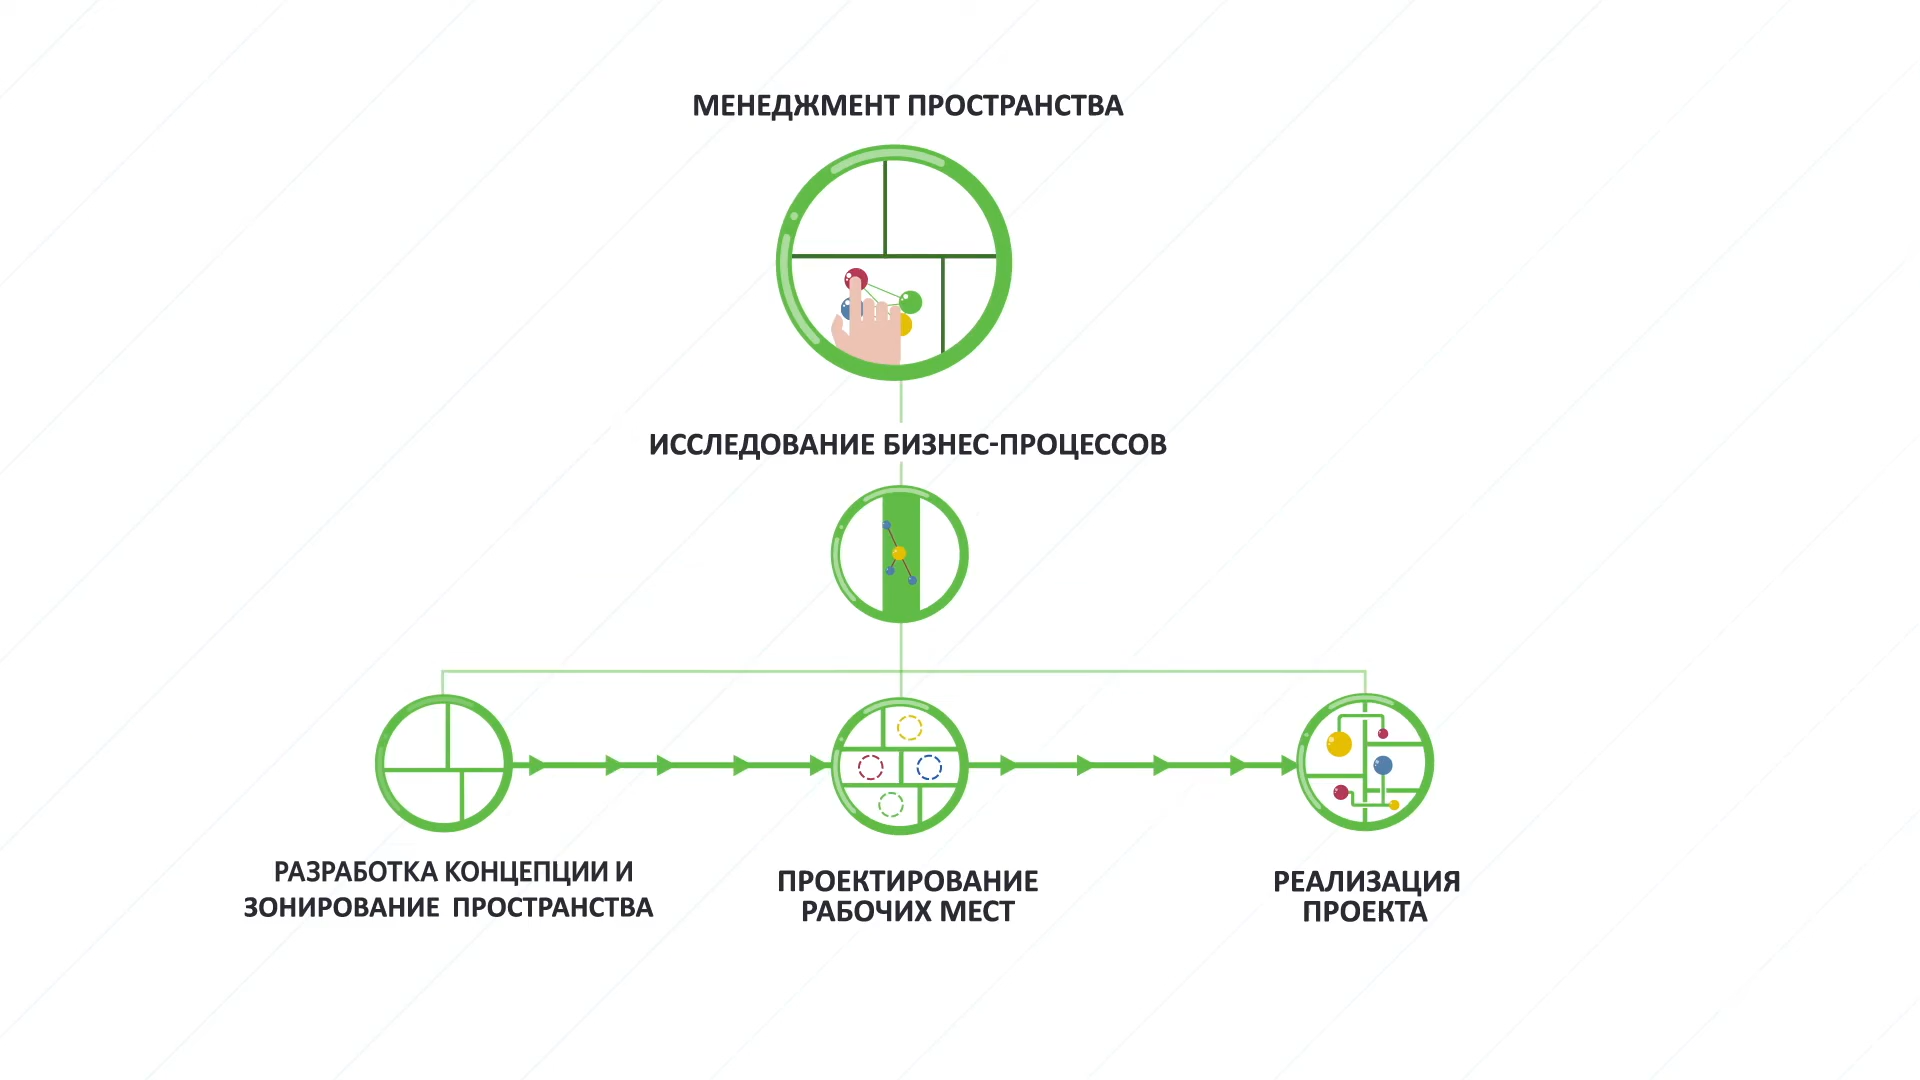 МЕНЕДЖМЕНТ ПРОСТРАНСТВА
ИССЛЕДОВАНИЕ БИЗНЕС-ПРОЦЕССОВ
РАЗРАБОТКА КОНЦЕПЦИИ И
ЗОНИРОВАНИЕ ПРОСТРАНСТВА
ПРОЕКТИРОВАНИЕ
РАБОЧИХ МЕСТ
РЕАЛИЗАЦИЯ
ПРОЕКТА